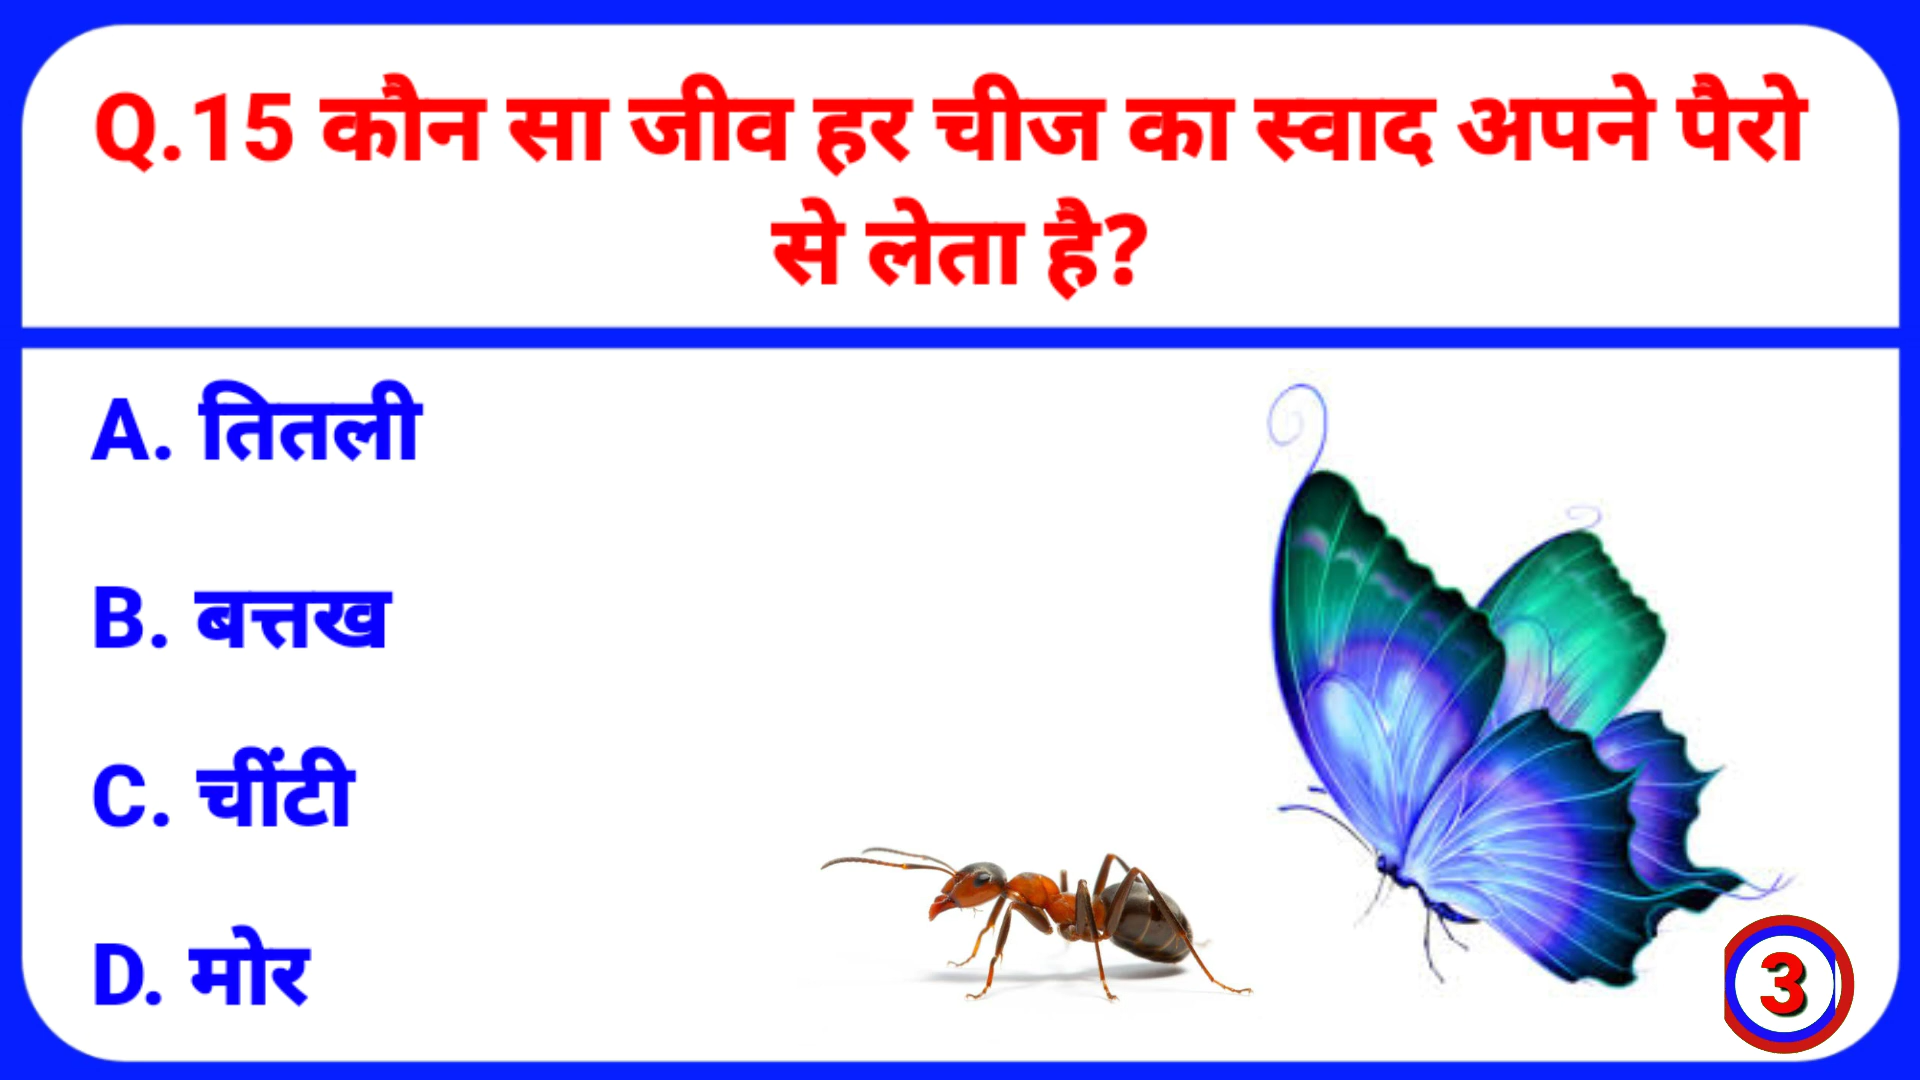 Q.15 कौन सा जीव हर चीज का स्वाद अपने पैरो
से लेता है?
A. तितली
B. बत्तख
C. चींटी
D. मोर
3